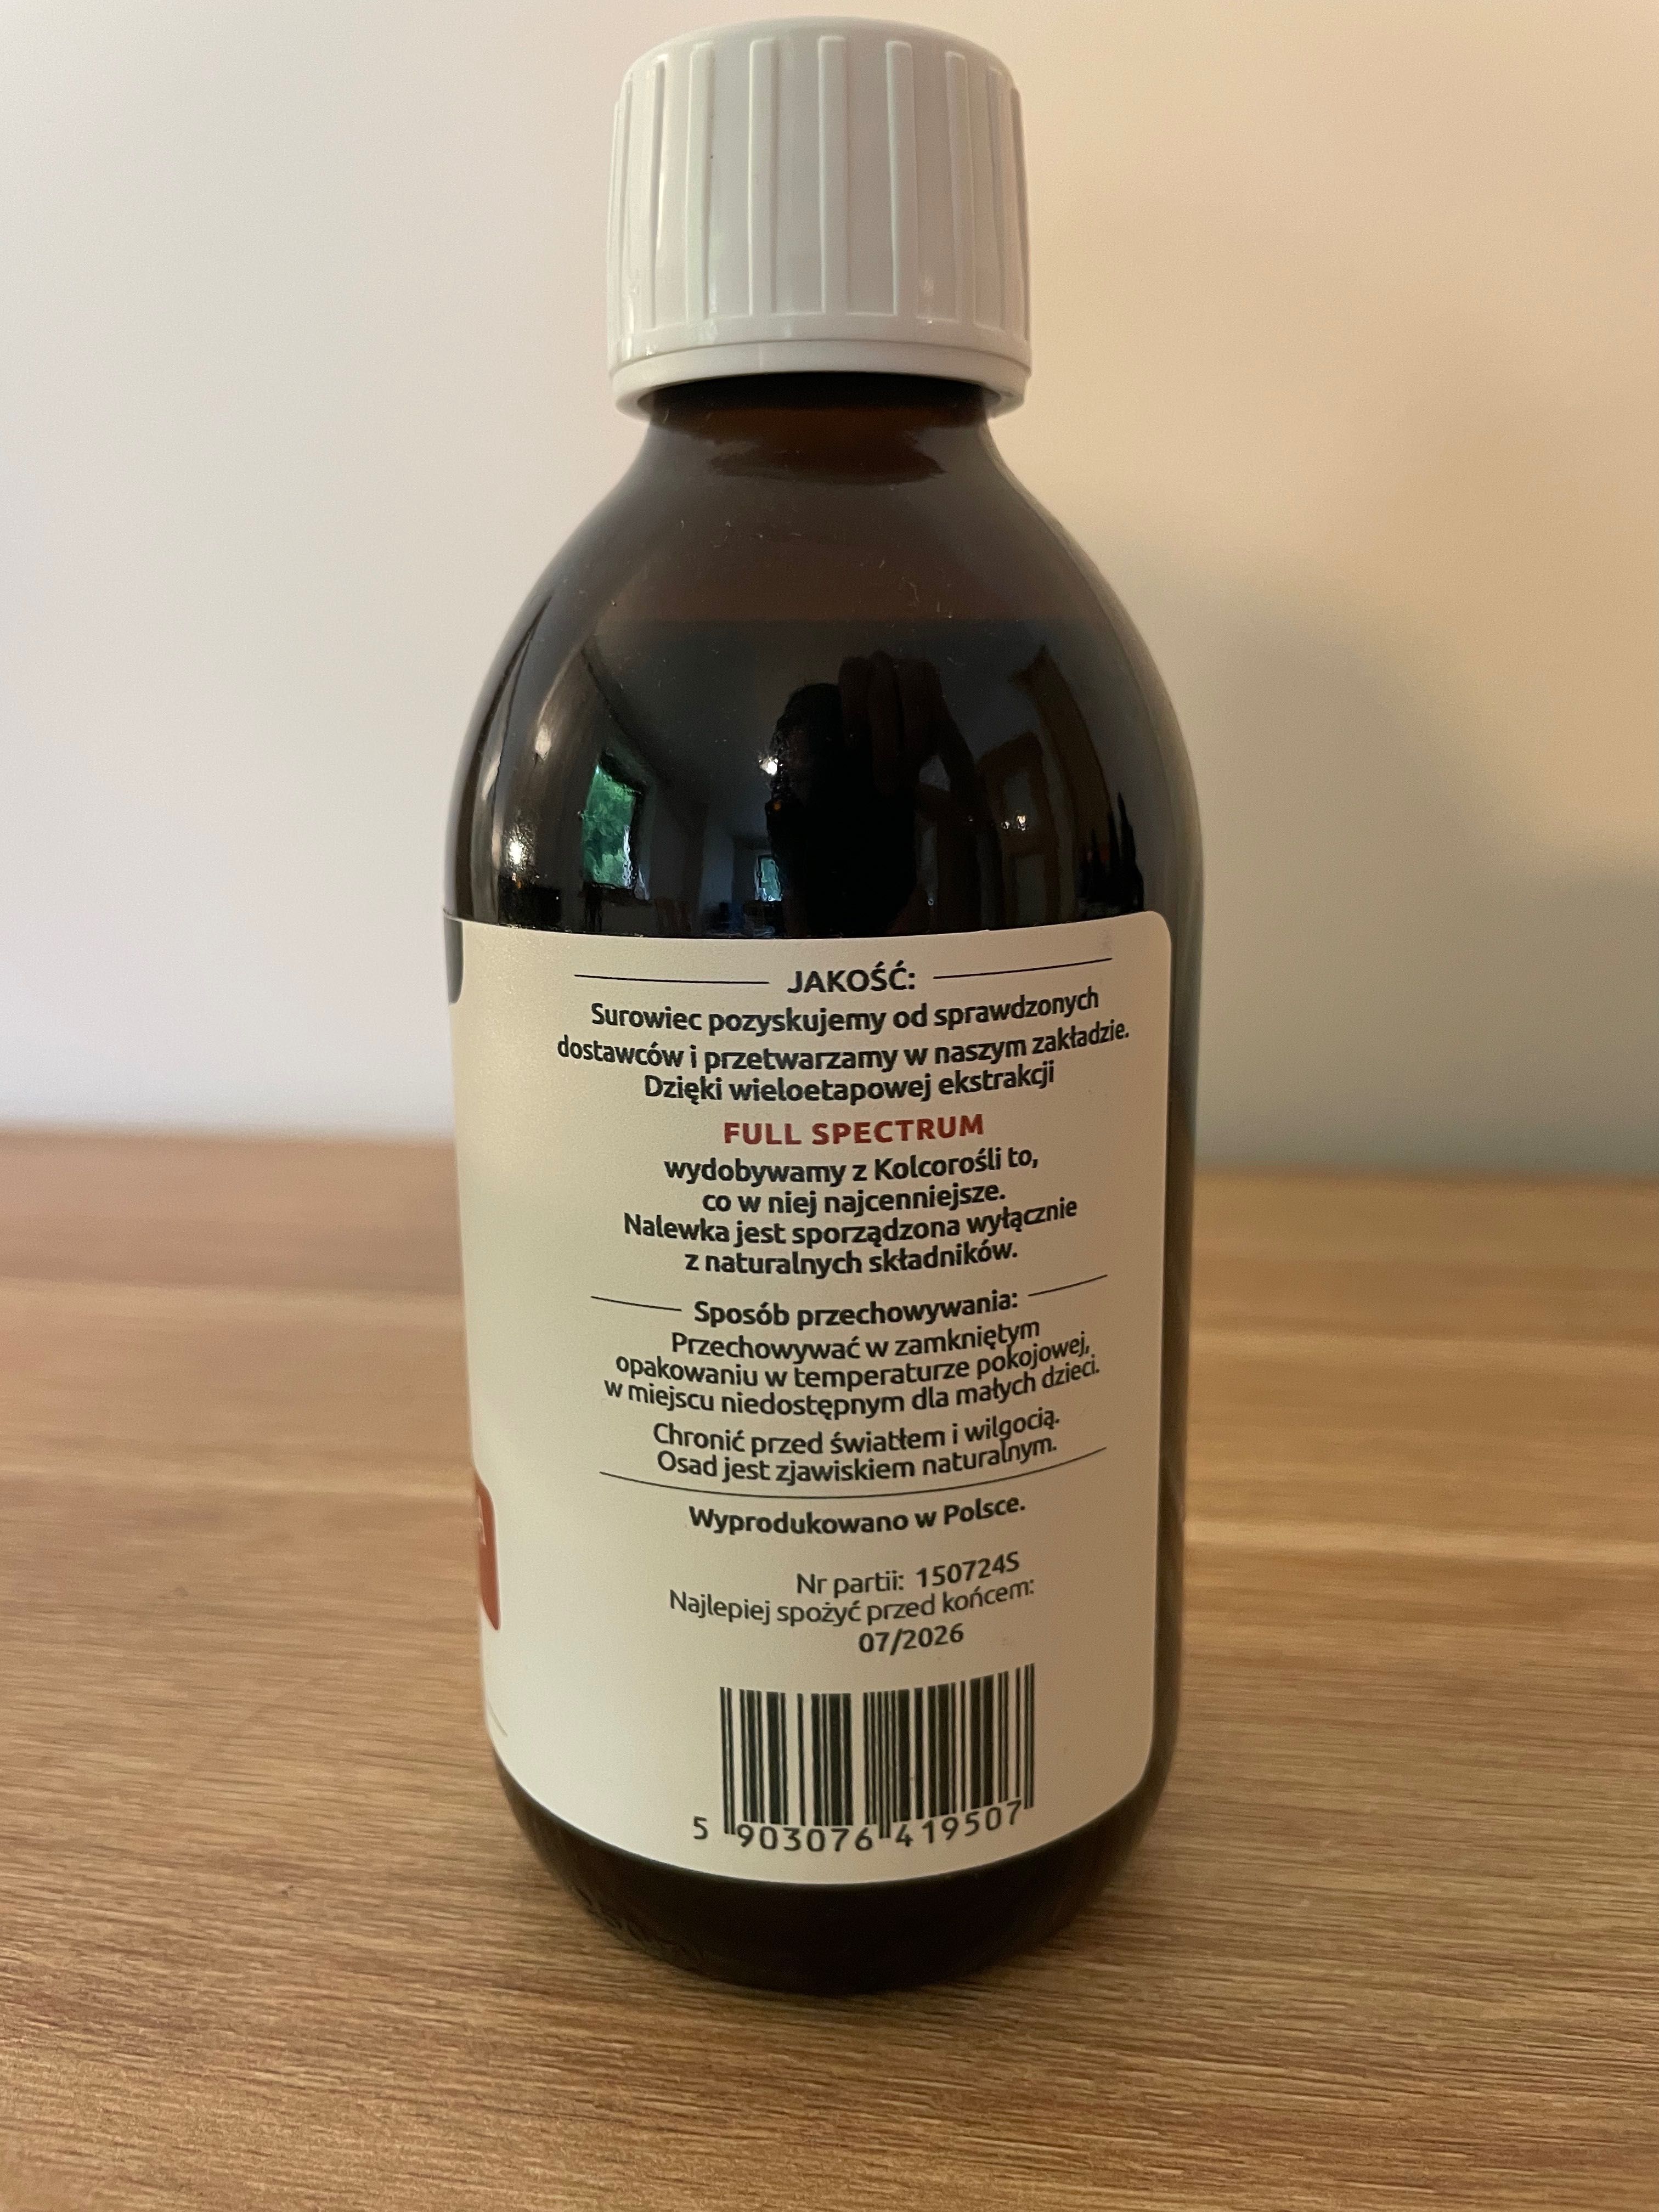 JAKOŚĆ:
Surowiec pozyskujemy od sprawdzonych
dostawców i przetwarzamy w naszym zakładzie.
Dzięki wieloetapowej ekstrakcji
FULL SPECTRUM
wydobywamy z Kolcorośli to,
co w niej najcenniejsze.
Nalewka jest sporządzona wyłącznie
z naturalnych składników.
Sposób przechowywania:
Przechowywać w zamkniętym
opakowaniu w temperaturze pokojowej,
w miejscu niedostępnym dla małych dzieci.
Chronić przed światłem i wilgocią.
Osad jest zjawiskiem naturalnym.
Wyprodukowano w Polsce.
Nr partii: 150724S
Najlepiej spożyć przed końcem:
07/2026
5 903076 419507